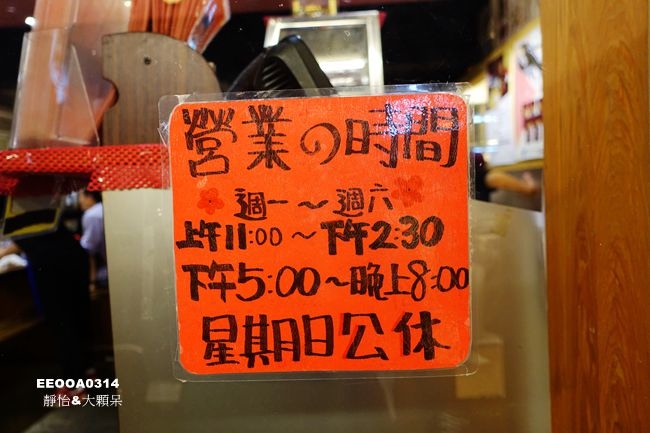 營業の時間
週一～週六
上午11:00～下午2:30
下午5:00～晚上8:00
星期日公休
EEOOA0314
靜怡&大顆呆